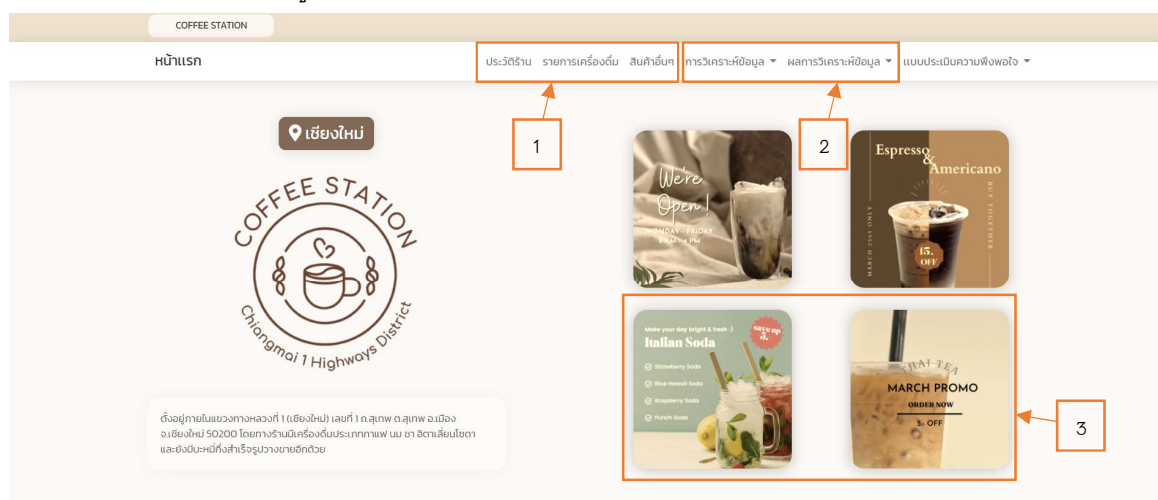 COFFEE STATION
หน้าแรก
ประวัติร้าน รายการเครื่องดื่ม สินค้าอื่นๆ การวิเคราะห์ข้อมูล ผลการวิเคราะห์ข้อมูล แบบประเมินความพึงพอใจ
1
2
เชียงใหม่
COFFEE STATION
Chiangmai 1 Highways District
We're
Open!
MONDAY - FRIDAY
8 AM - 4 PM
Espresso
&
Americano
MARCH 2565 ONLY
BUY TOGETHER
15.
OFF
Make your day bright & fresh :)
Italian Soda
save up
5.
Strawberry Soda
Blue Hawaii Soda
Raspberry Soda
Punch Soda
THAI TEA
MARCH PROMO
ORDER NOW
5. OFF
3
ตั้งอยู่ภายในแขวงทางหลวงที่ 1 (เชียงใหม่) เลขที่ 1 ถ.สุเทพ ต.สุเทพ อ.เมือง
จ.เชียงใหม่ 50200 โดยทางร้านมีเครื่องดื่มประเภทกาแฟ นม ชา อิตาเลี่ยนโซดา
และยังมีบะหมี่กึ่งสำเร็จรูปวางขายอีกด้วย